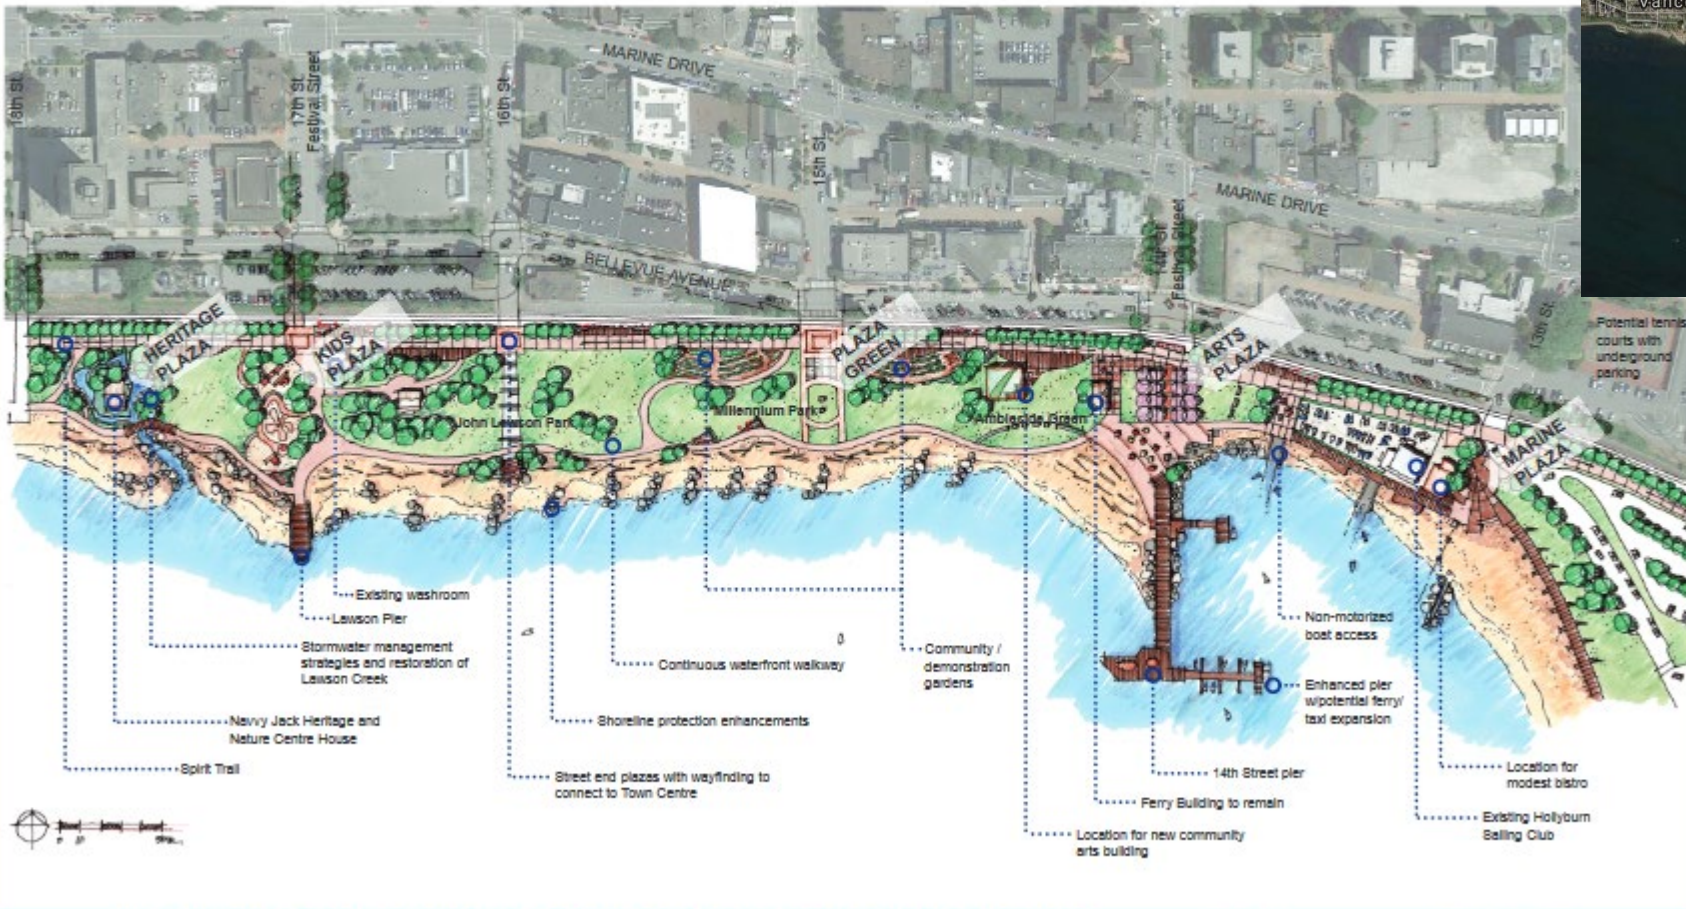 Vanc
MARINE DRIVE
18th St.
17th St.
Festival Street
16th St.
15th St.
MARINE DRIVE
14th St.
Festival Street
BELLEVUE AVENUE
13th St.
HERITAGE
PLAZA
KIDS
PLAZA
PLAZA
GREEN
ARTS
PLAZA
MARINE
PLAZA
Potential tennis
courts with
underground
parking
John Lawson Park
Millennium Park
Ambleside Green
Existing washroom
Lawson Pier
Stormwater management
strategies and restoration of
Lawson Creek
Navvy Jack Heritage and
Nature Centre House
Spirit Trail
Continuous waterfront walkway
Shoreline protection enhancements
Street end plazas with wayfinding to
connect to Town Centre
Community /
demonstration
gardens
Non-motorized
boat access
Enhanced pier
w/potential ferry/
taxi expansion
14th Street pier
Ferry Building to remain
Location for new community
arts building
Location for
modest bistro
Existing Hollyburn
Sailing Club